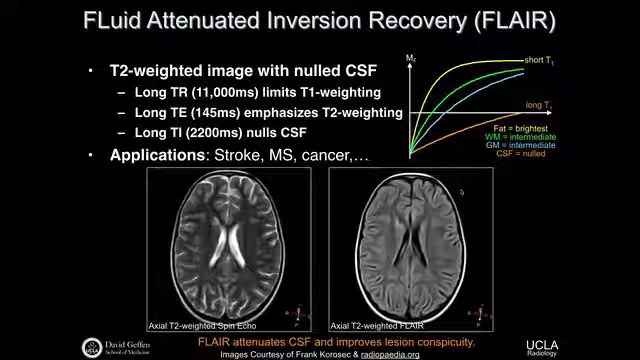 FLuid Attenuated Inversion Recovery (FLAIR)
• T2-weighted image with nulled CSF
– Long TR (11,000ms) limits T1-weighting
– Long TE (145ms) emphasizes T2-weighting
– Long TI (2200ms) nulls CSF
• Applications: Stroke, MS, cancer,…
Mz
short T1
long T1
Fat = brightest
WM = intermediate
GM = intermediate
CSF = nulled
Axial T2-weighted Spin Echo
Axial T2-weighted FLAIR
FLAIR attenuates CSF and improves lesion conspicuity.
Images Courtesy of Frank Korosec & radiopaedia.org
UCLA
David Geffen
School of Medicine
UCLA
Radiology